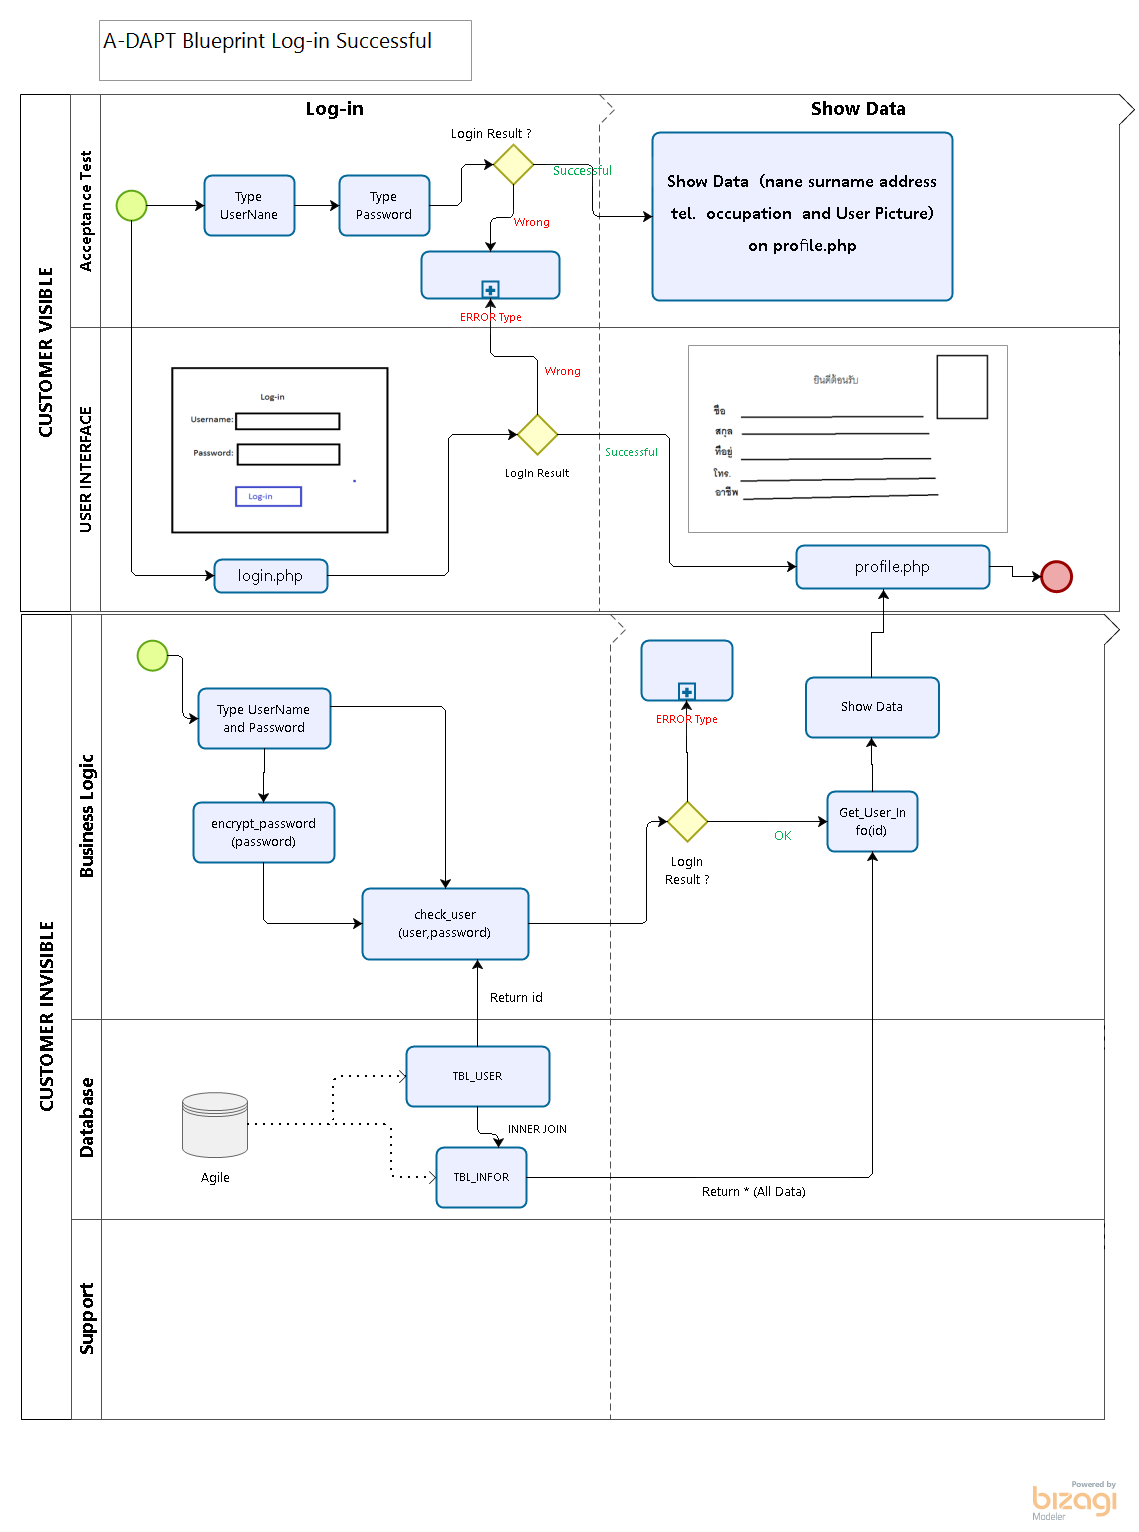 A-DAPT Blueprint Log-in Successful
Log-in
Show Data
CUSTOMER VISIBLE
Acceptance Test
Type
UserNane
Type
Password
Login Result ?
Successful
Wrong
ERROR Type
Show Data (nane surname address
tel. occupation and User Picture)
on profile.php
USER INTERFACE
Log-in
Username:
Password:
Log-in
login.php
Wrong
LogIn Result
Successful
ยินดีต้อนรับ
ชื่อ
สกุล
ที่อยู่
โทร.
อาชีพ
profile.php
CUSTOMER INVISIBLE
Business Logic
Type UserName
and Password
encrypt_password
(password)
check_user
(user,password)
Return id
ERROR Type
LogIn
Result ?
OK
Show Data
Get_User_In
fo(id)
Database
Agile
TBL_USER
INNER JOIN
TBL_INFOR
Return * (All Data)
Support
Powered by
bizagi
Modeler